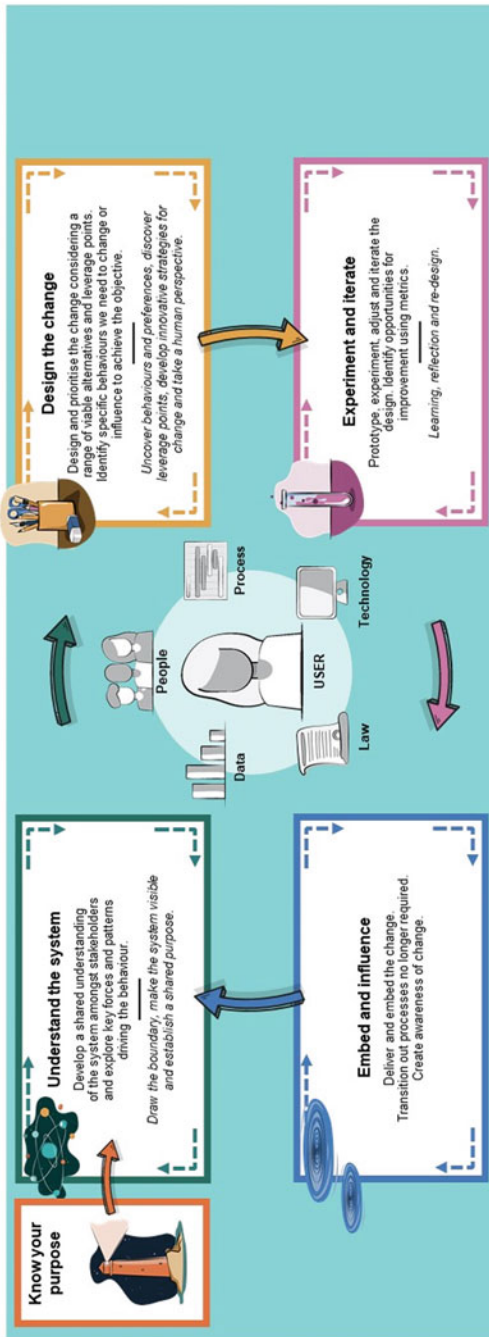 Know your
purpose
Understand the system
Develop a shared understanding
of the system amongst stakeholders
and explore key forces and patterns
driving the behaviour.
Draw the boundary, make the system visible
and establish a shared purpose.
Design the change
Design and prioritise the change considering a
range of viable alternatives and leverage points.
Identify specific behaviours we need to change or
influence to achieve the objective.
Uncover behaviours and preferences, discover
leverage points, develop innovative strategies for
change and take a human perspective.
People
Data
Process
USER
Law
Technology
Embed and influence
Deliver and embed the change.
Transition out processes no longer required.
Create awareness of change.
Experiment and iterate
Prototype, experiment, adjust and iterate the
design. Identify opportunities for
improvement using metrics.
Learning, reflection and re-design.